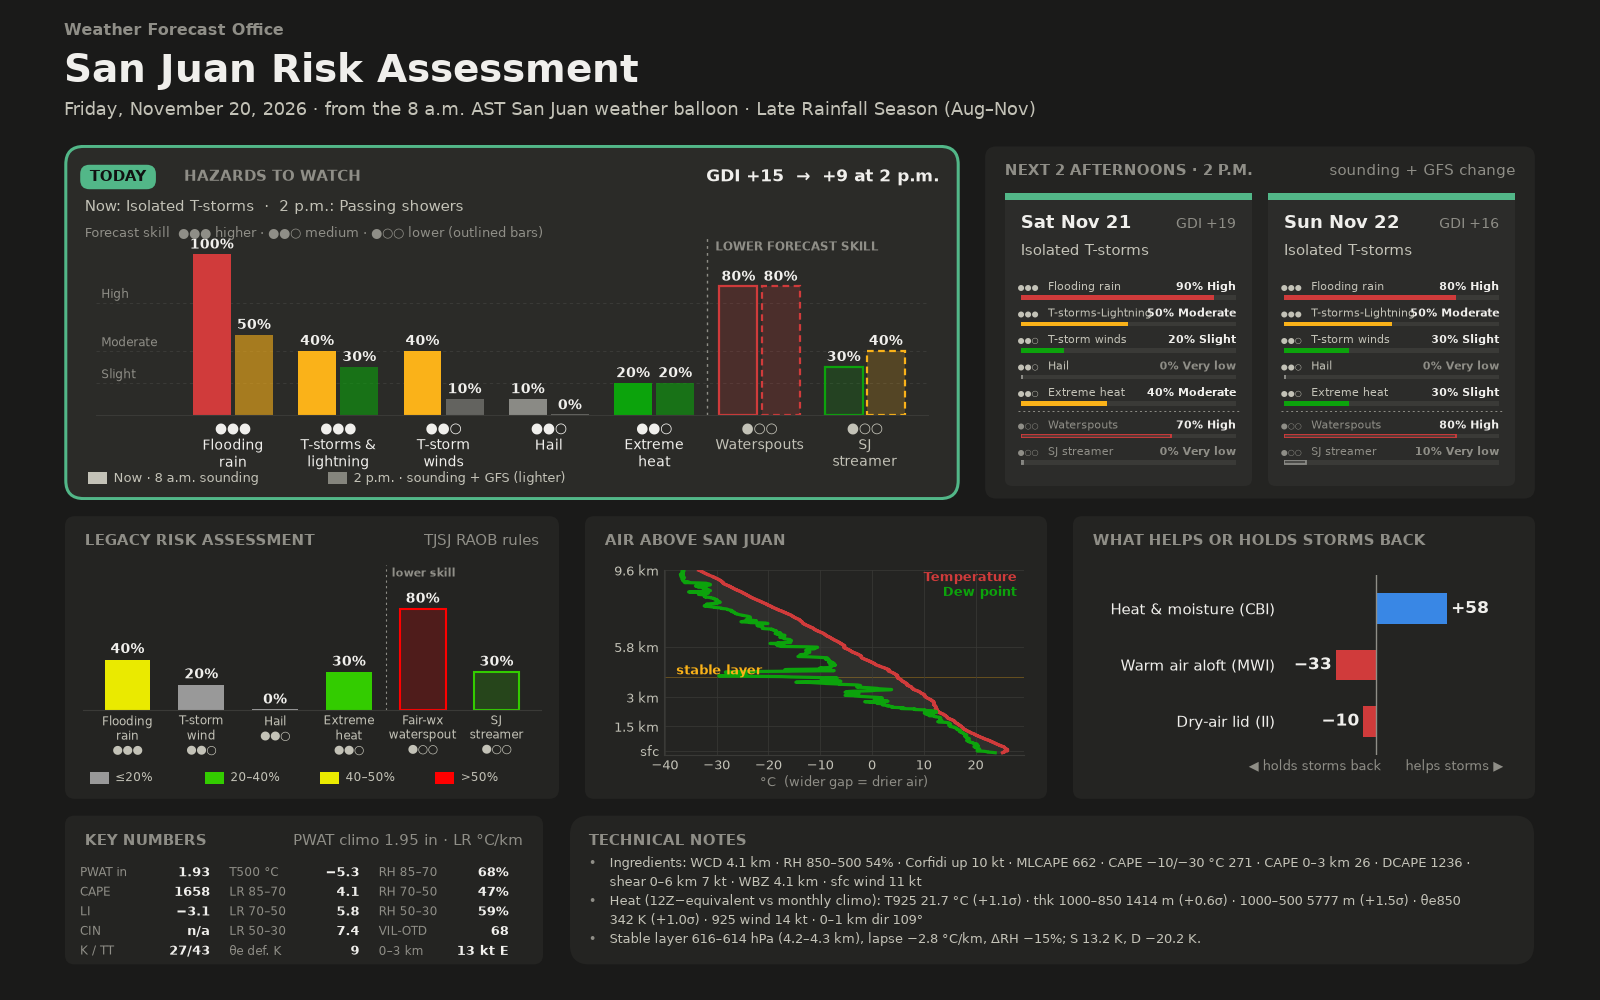 Weather Forecast Office
San Juan Risk Assessment
Friday, November 20, 2026 · from the 8 a.m. AST San Juan weather balloon · Late Rainfall Season (Aug–Nov)
TODAY HAZARDS TO WATCH GDI +15 → +9 at 2 p.m.
Now: Isolated T-storms · 2 p.m.: Passing showers
Forecast skill ●●● higher · ●●○ medium · ●○○ lower (outlined bars)
LOWER FORECAST SKILL
High
Moderate
Slight
100% 50% 40% 30% 40% 10% 10% 0% 20% 20% 80% 80% 30% 40%
●●● ●●● ●●○ ●●○ ●●○ ●○○ ●○○
Flooding T-storms & T-storm Hail Extreme Waterspouts SJ
rain lightning winds heat streamer
Now · 8 a.m. sounding 2 p.m. · sounding + GFS (lighter)
NEXT 2 AFTERNOONS · 2 P.M. sounding + GFS change
Sat Nov 21 GDI +19
Isolated T-storms
●●● Flooding rain 90% High
●●● T-storms-Lightning 50% Moderate
●●○ T-storm winds 20% Slight
●●○ Hail 0% Very low
●●○ Extreme heat 40% Moderate
●○○ Waterspouts 70% High
●○○ SJ streamer 0% Very low
Sun Nov 22 GDI +16
Isolated T-storms
●●● Flooding rain 80% High
●●● T-storms-Lightning 50% Moderate
●●○ T-storm winds 30% Slight
●●○ Hail 0% Very low
●●○ Extreme heat 30% Slight
●○○ Waterspouts 80% High
●○○ SJ streamer 10% Very low
LEGACY RISK ASSESSMENT TJSJ RAOB rules
lower skill
40% 20% 0% 30% 80% 30%
Flooding T-storm Hail Extreme Fair-wx SJ
rain wind heat waterspout streamer
●●● ●●○ ●●○ ●●○ ●○○ ●○○
≤20% 20–40% 40–50% >50%
AIR ABOVE SAN JUAN
Temperature
Dew point
stable layer
9.6 km
5.8 km
3 km
1.5 km
sfc
−40 −30 −20 −10 0 10 20
°C (wider gap = drier air)
WHAT HELPS OR HOLDS STORMS BACK
Heat & moisture (CBI) +58
Warm air aloft (MWI) −33
Dry-air lid (II) −10
◀ holds storms back helps storms ▶
KEY NUMBERS PWAT climo 1.95 in · LR °C/km
PWAT in 1.93 T500 °C −5.3 RH 85–70 68%
CAPE 1658 LR 85–70 4.1 RH 70–50 47%
LI −3.1 LR 70–50 5.8 RH 50–30 59%
CIN n/a LR 50–30 7.4 VIL-OTD 68
K / TT 27/43 θe def. K 9 0–3 km 13 kt E
TECHNICAL NOTES
• Ingredients: WCD 4.1 km · RH 850–500 54% · Corfidi up 10 kt · MLCAPE 662 · CAPE −10/−30 °C 271 · CAPE 0–3 km 26 · DCAPE 1236 ·
shear 0–6 km 7 kt · WBZ 4.1 km · sfc wind 11 kt
• Heat (12Z−equivalent vs monthly climo): T925 21.7 °C (+1.1σ) · thk 1000–850 1414 m (+0.6σ) · 1000–500 5777 m (+1.5σ) · θe850
342 K (+1.0σ) · 925 wind 14 kt · 0–1 km dir 109°
• Stable layer 616–614 hPa (4.2–4.3 km), lapse −2.8 °C/km, ΔRH −15%; S 13.2 K, D −20.2 K.